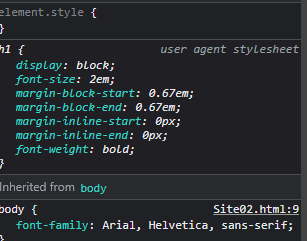 element.style {
}
h1 { user agent stylesheet
display: block;
font-size: 2em;
margin-block-start: 0.67em;
margin-block-end: 0.67em;
margin-inline-start: 0px;
margin-inline-end: 0px;
font-weight: bold;
}
Inherited from body
body { Site02.html:9
font-family: Arial, Helvetica, sans-serif;
}